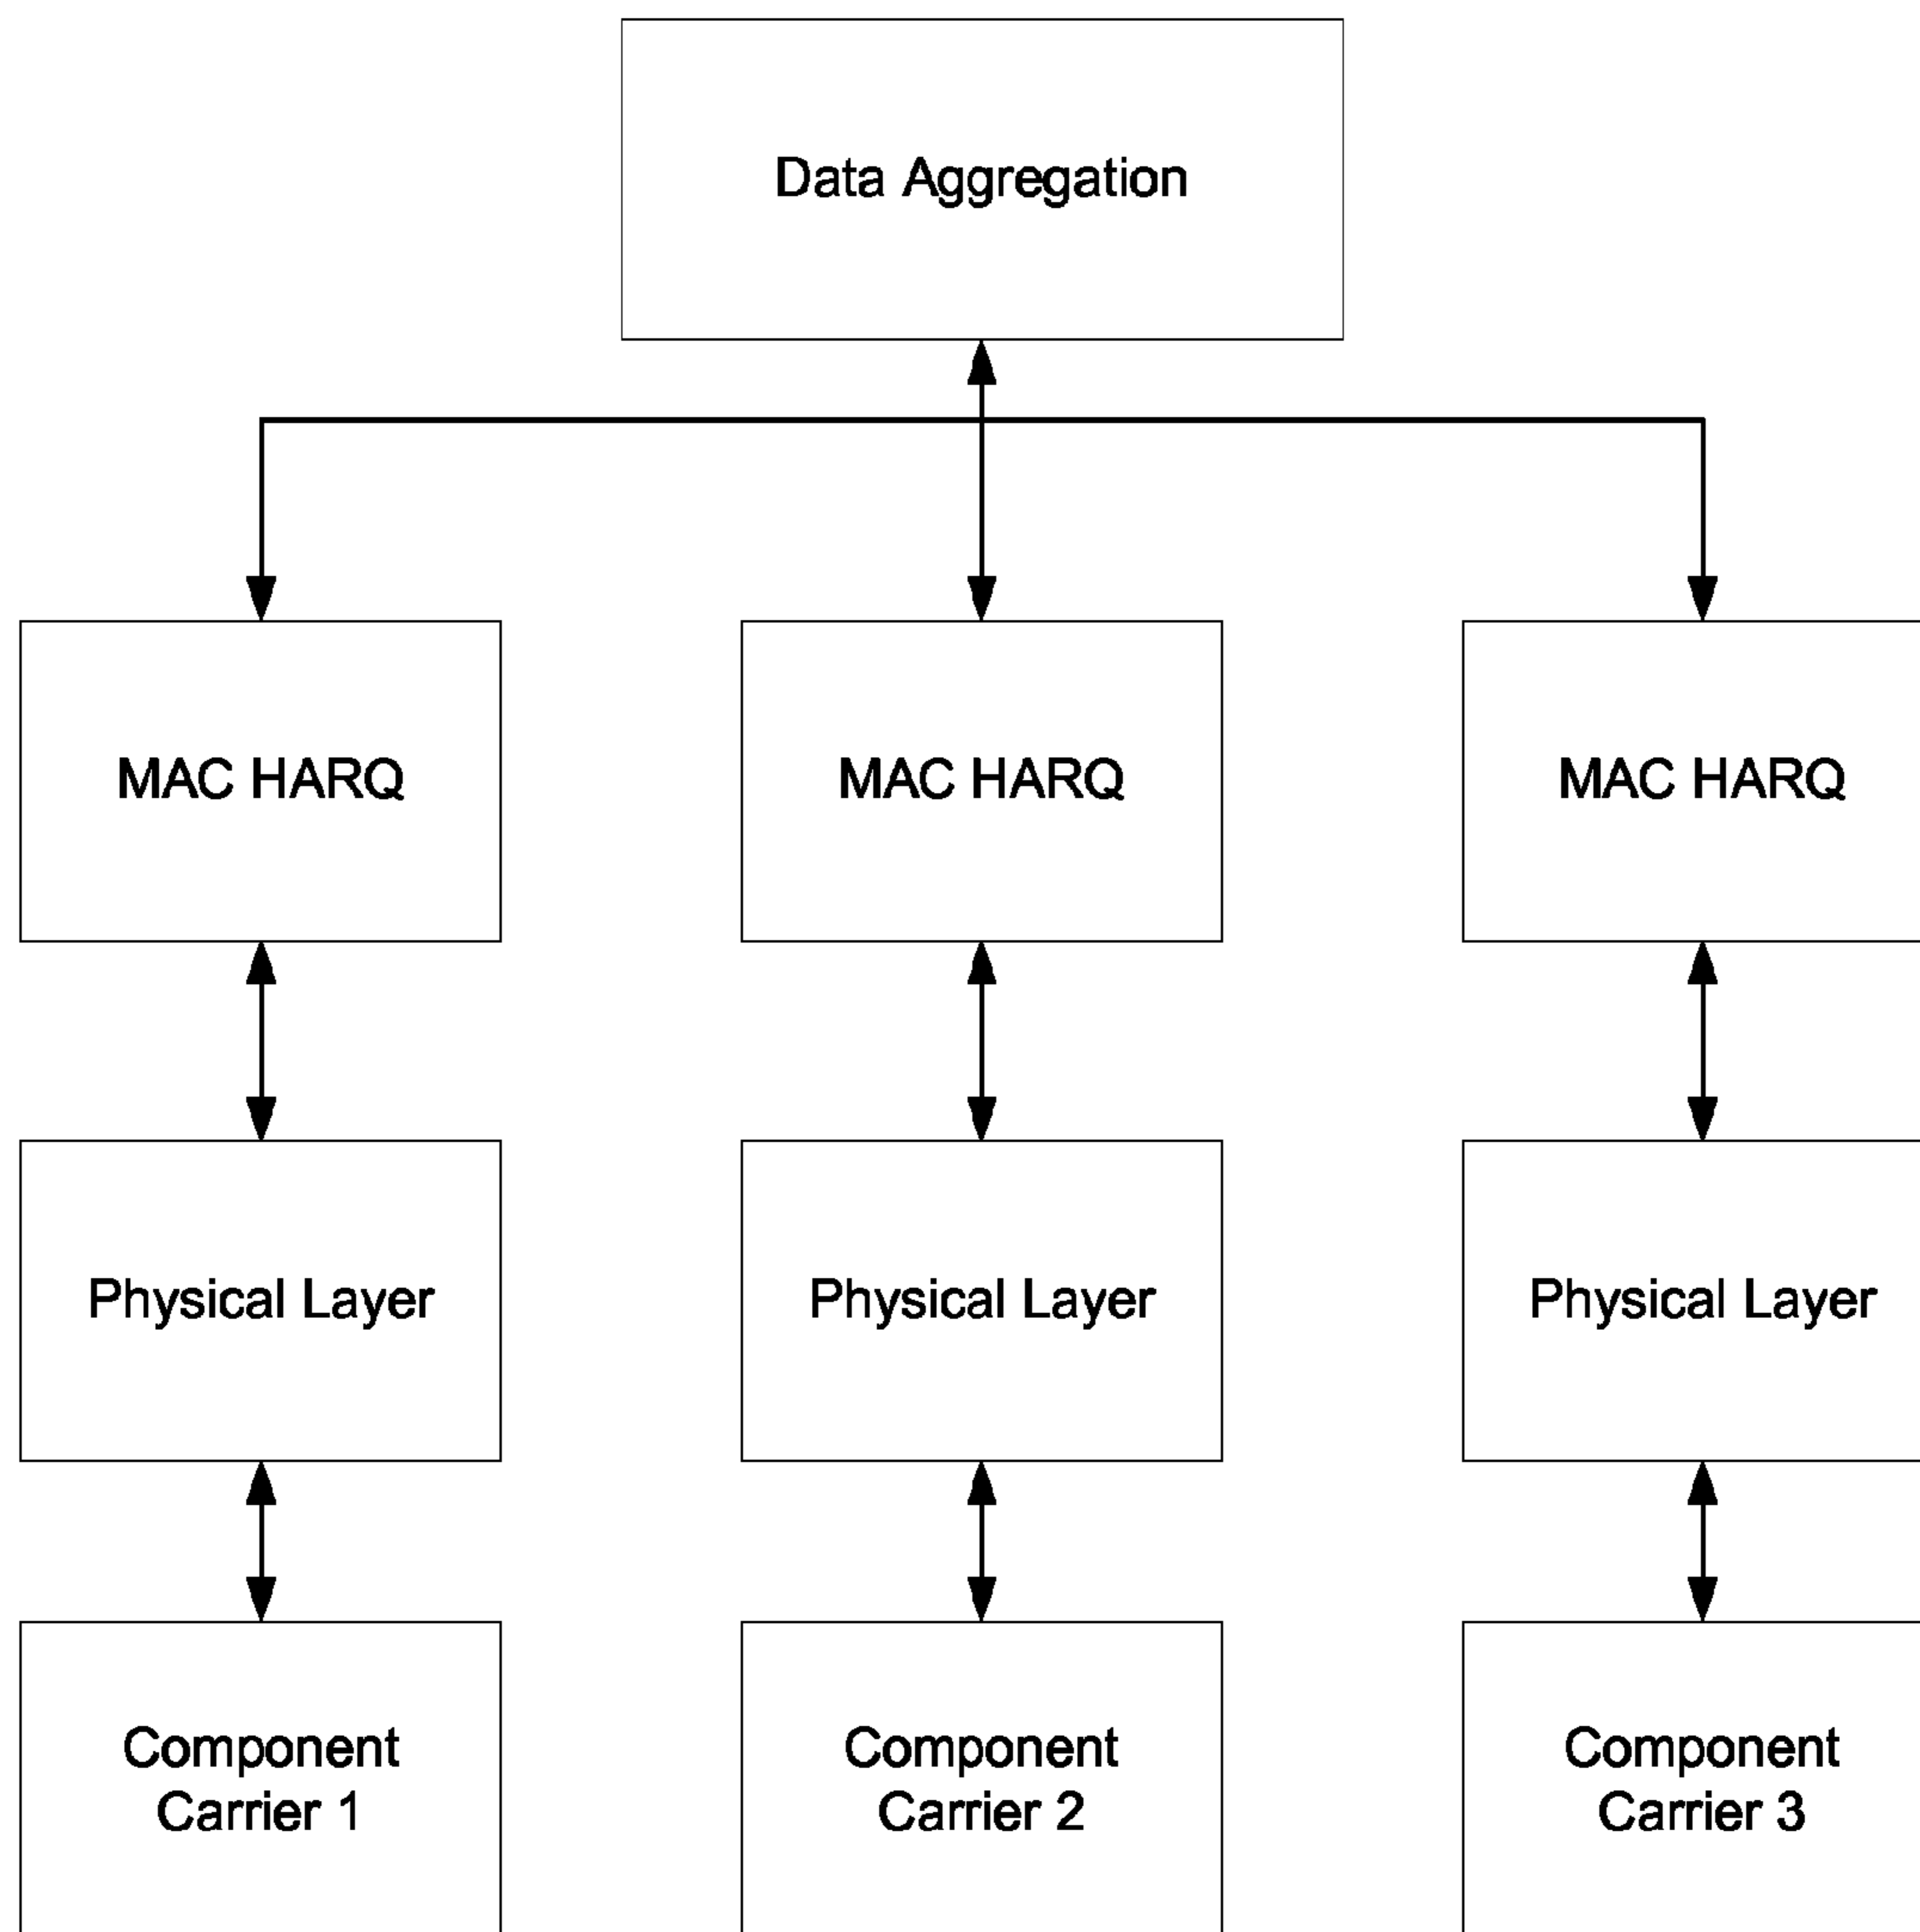 Data Aggregation
MAC HARQ
MAC HARQ
MAC HARQ
Physical Layer
Physical Layer
Physical Layer
Component
Carrier 1
Component
Carrier 2
Component
Carrier 3